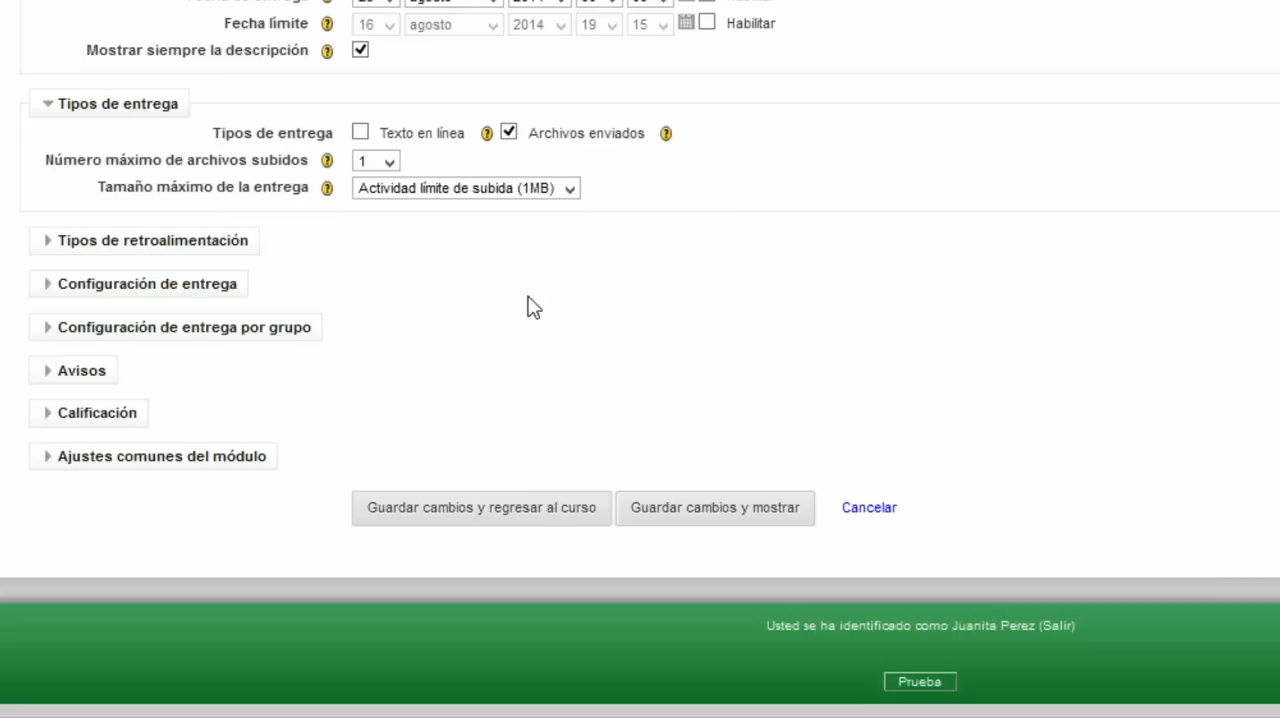 Fecha límite 16 agosto 2014 19 15 Habilitar
Mostrar siempre la descripción
Tipos de entrega
Tipos de entrega Texto en línea Archivos enviados
Número máximo de archivos subidos 1
Tamaño máximo de la entrega Actividad límite de subida (1MB)
Tipos de retroalimentación
Configuración de entrega
Configuración de entrega por grupo
Avisos
Calificación
Ajustes comunes del módulo
Guardar cambios y regresar al curso Guardar cambios y mostrar Cancelar
Usted se ha identificado como Juanita Perez (Salir)
Prueba